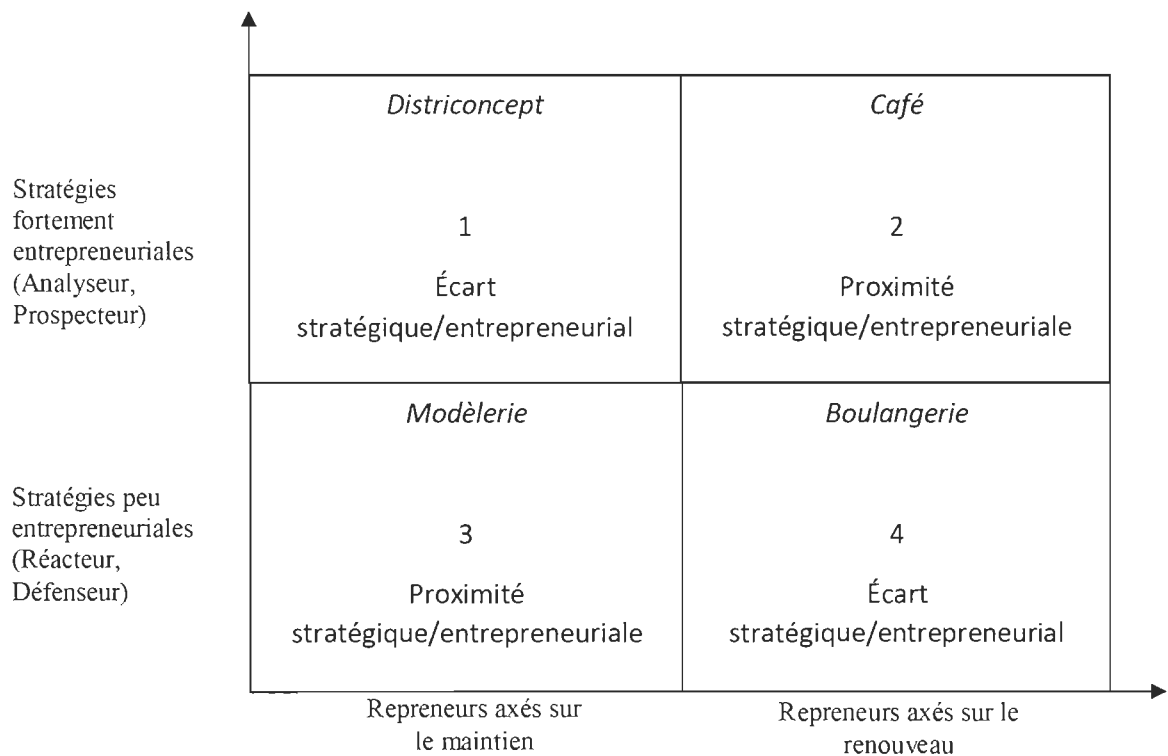 Districoncept
Café
Stratégies
fortement
entrepreneuriales
(Analyseur,
Prospecteur)
1
Écart
stratégique/entrepreneurial
2
Proximité
stratégique/entrepreneuriale
Modèlerie
Boulangerie
Stratégies peu
entrepreneuriales
(Réacteur,
Défenseur)
3
Proximité
stratégique/entrepreneuriale
4
Écart
stratégique/entrepreneurial
Repreneurs axés sur
le maintien
Repreneurs axés sur le
renouveau